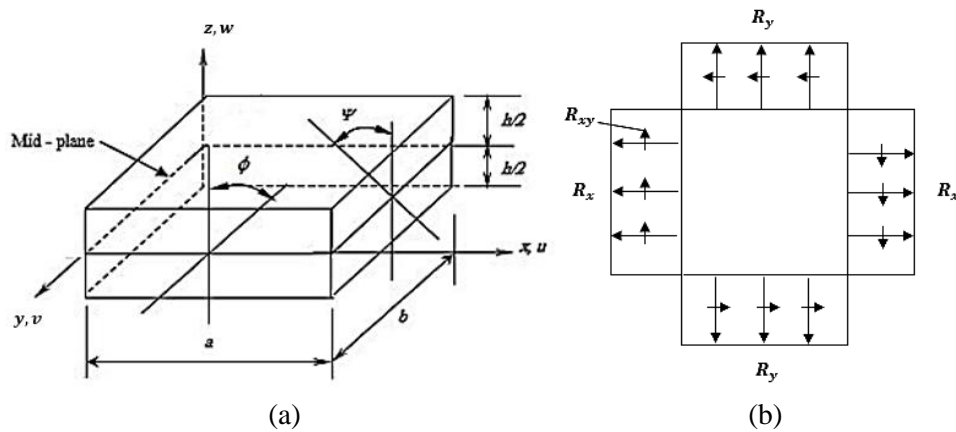 z, w
Mid - plane
ϕ
Ψ
h/2
h/2
x, u
y, v
a
b
(a)
R_y
R_xy
R_x
R_x
R_y
(b)